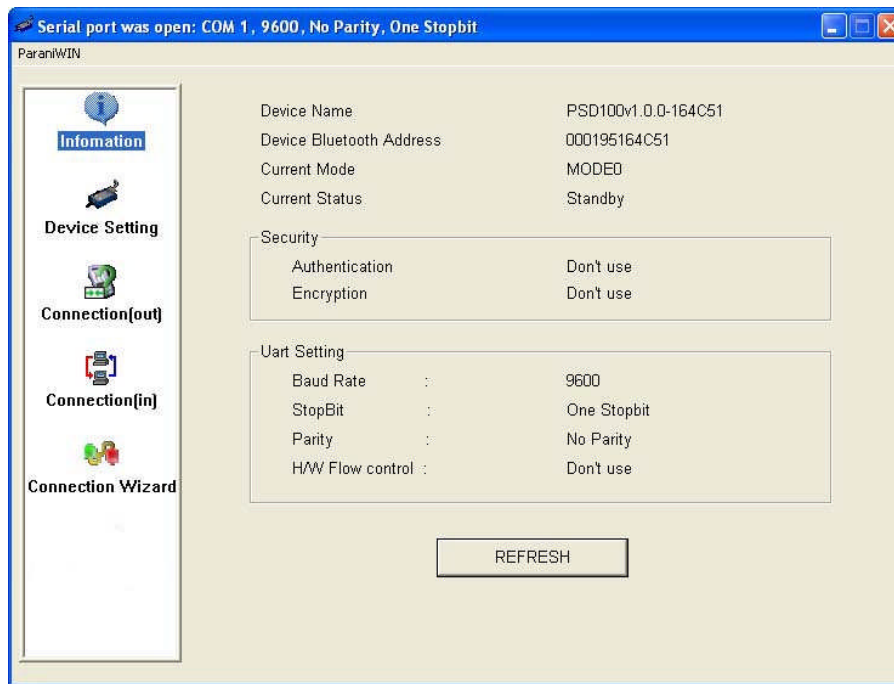 Serial port was open: COM 1, 9600, No Parity, One Stopbit
ParaniWIN
Infomation
Device Setting
Connection(out)
Connection(in)
Connection Wizard
Device Name PSD100v1.0.0-164C51
Device Bluetooth Address 000195164C51
Current Mode MODE0
Current Status Standby
Security
Authentication Don't use
Encryption Don't use
Uart Setting
Baud Rate : 9600
StopBit : One Stopbit
Parity : No Parity
H/W Flow control : Don't use
REFRESH